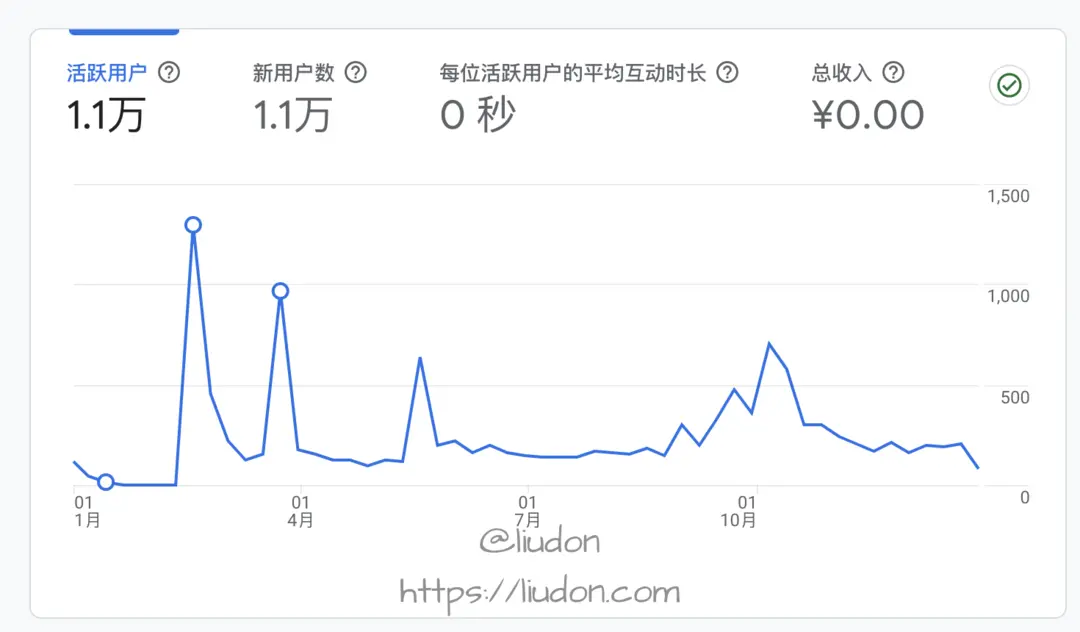 活跃用户
1.1万
新用户数
1.1万
每位活跃用户的平均互动时长
0 秒
总收入
¥0.00
1,500
1,000
500
0
01
1月
01
4月
01
7月
01
10月
@liudon
https://liudon.com